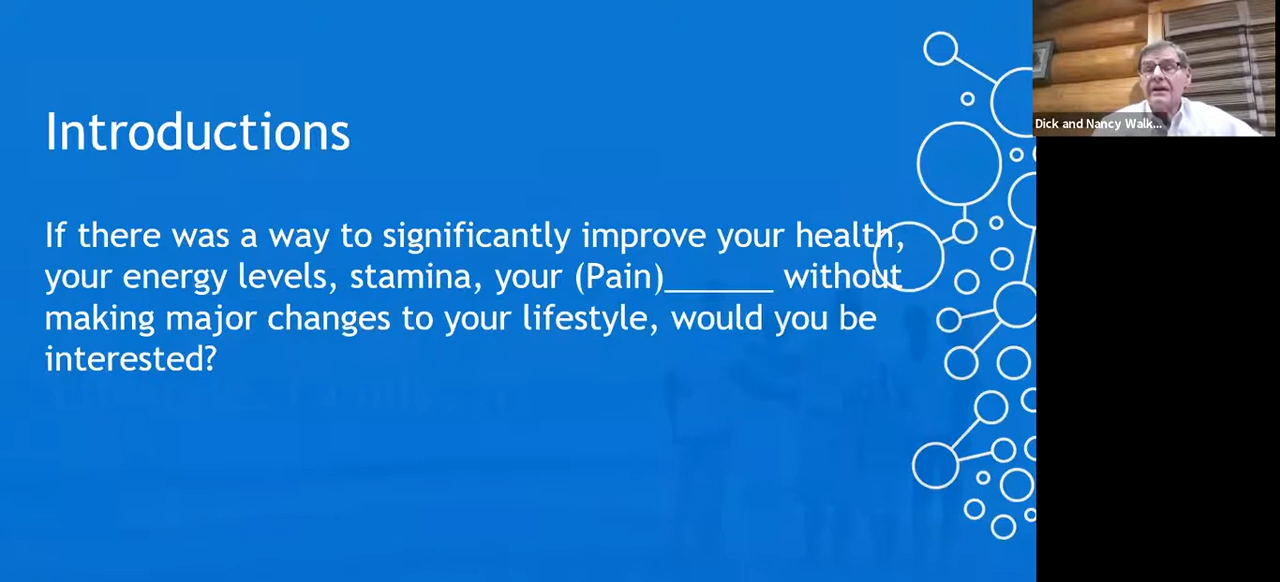 Introductions
If there was a way to significantly improve your health,
your energy levels, stamina, your (Pain)______ without
making major changes to your lifestyle, would you be
interested?
Dick and Nancy Walk...